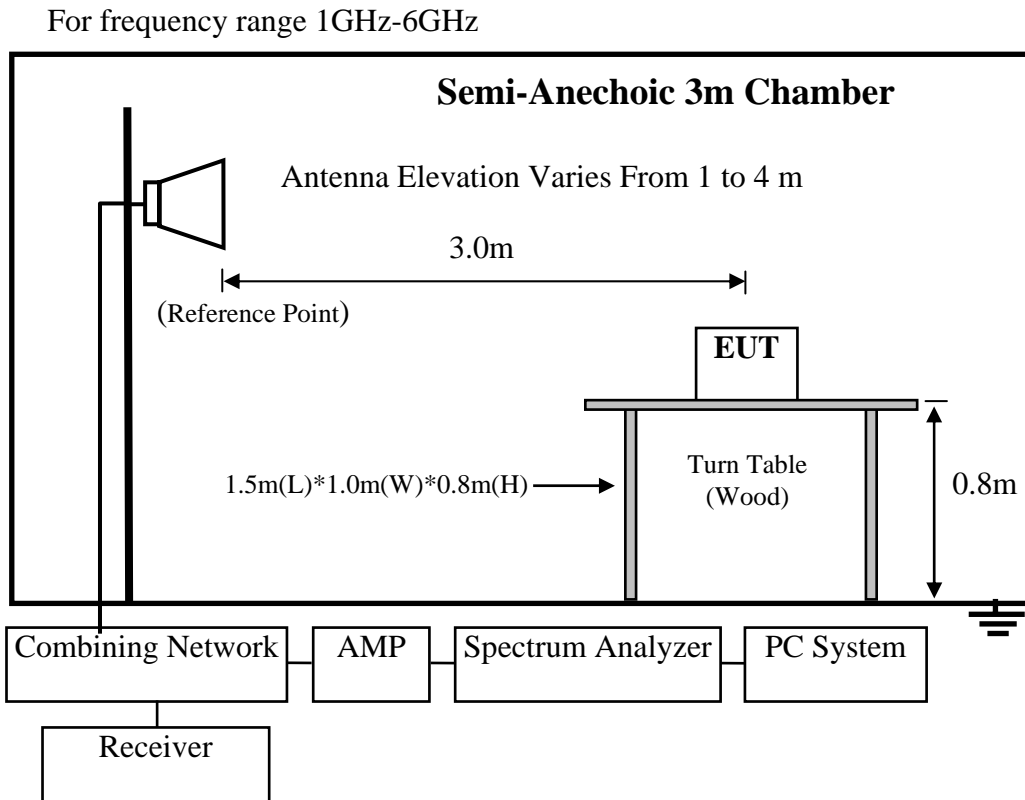 For frequency range 1GHz-6GHz
Semi-Anechoic 3m Chamber
Antenna Elevation Varies From 1 to 4 m
3.0m
(Reference Point)
EUT
1.5m(L)*1.0m(W)*0.8m(H)
Turn Table
(Wood)
0.8m
Combining Network
AMP
Spectrum Analyzer
PC System
Receiver